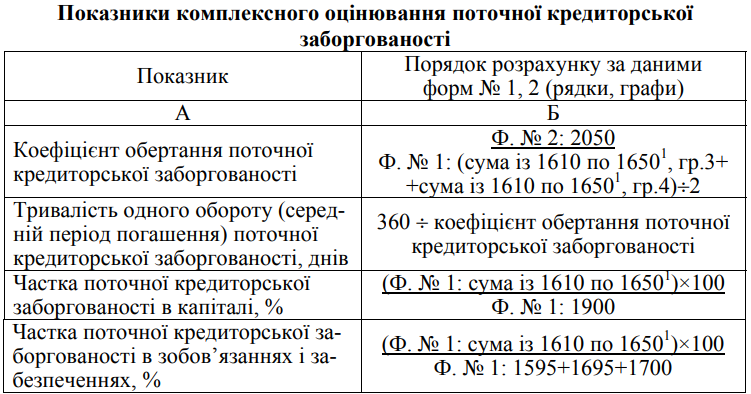 Показники комплексного оцінювання поточної кредиторської
заборгованості
Показник
Порядок розрахунку за даними
форм № 1, 2 (рядки, графи)
А
Б
Коефіцієнт обертання поточної
кредиторської заборгованості
Ф. № 2: 2050
Ф. № 1: (сума із 1610 по 1650¹, гр.3+
+сума із 1610 по 1650¹, гр.4)÷2
Тривалість одного обороту (серед-
ній період погашення) поточної
кредиторської заборгованості, днів
360 ÷ коефіцієнт обертання поточної
кредиторської заборгованості
Частка поточної кредиторської
заборгованості в капіталі, %
(Ф. № 1: сума із 1610 по 1650¹)×100
Ф. № 1: 1900
Частка поточної кредиторської за-
боргованості в зобов’язаннях і за-
безпеченнях, %
(Ф. № 1: сума із 1610 по 1650¹)×100
Ф. № 1: 1595+1695+1700